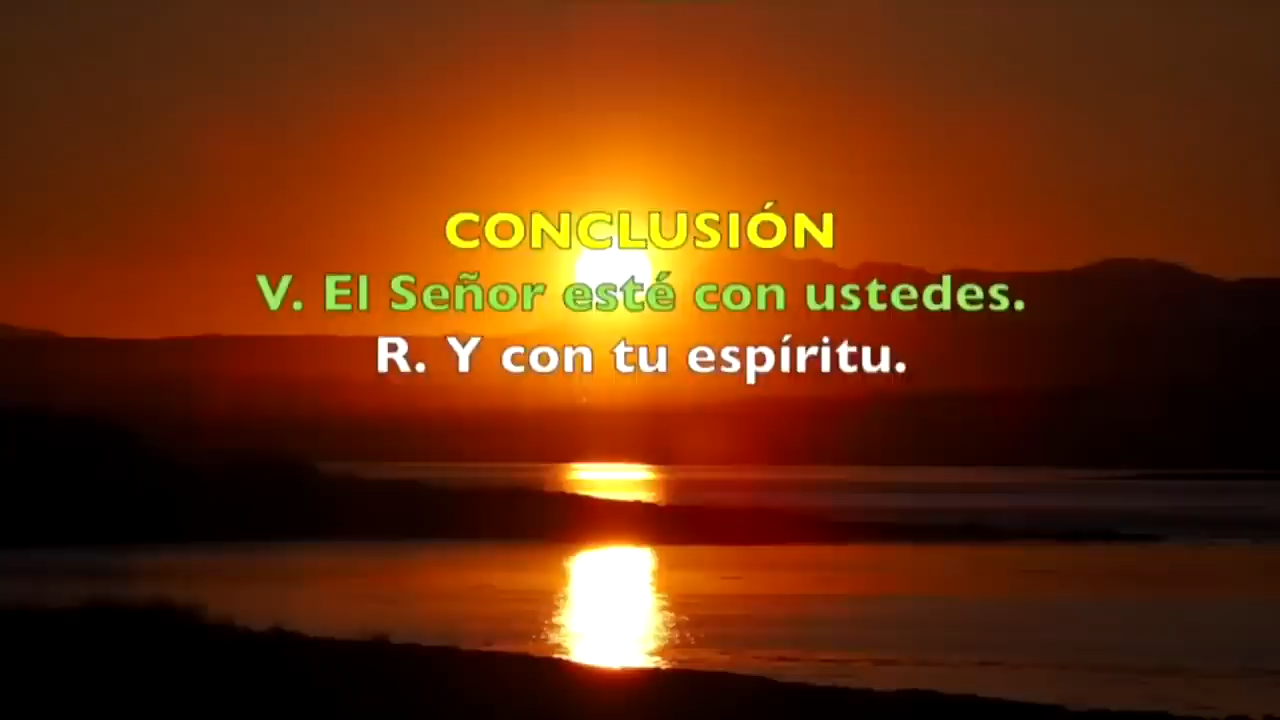 CONCLUSIÓN
V. El Señor esté con ustedes.
R. Y con tu espíritu.